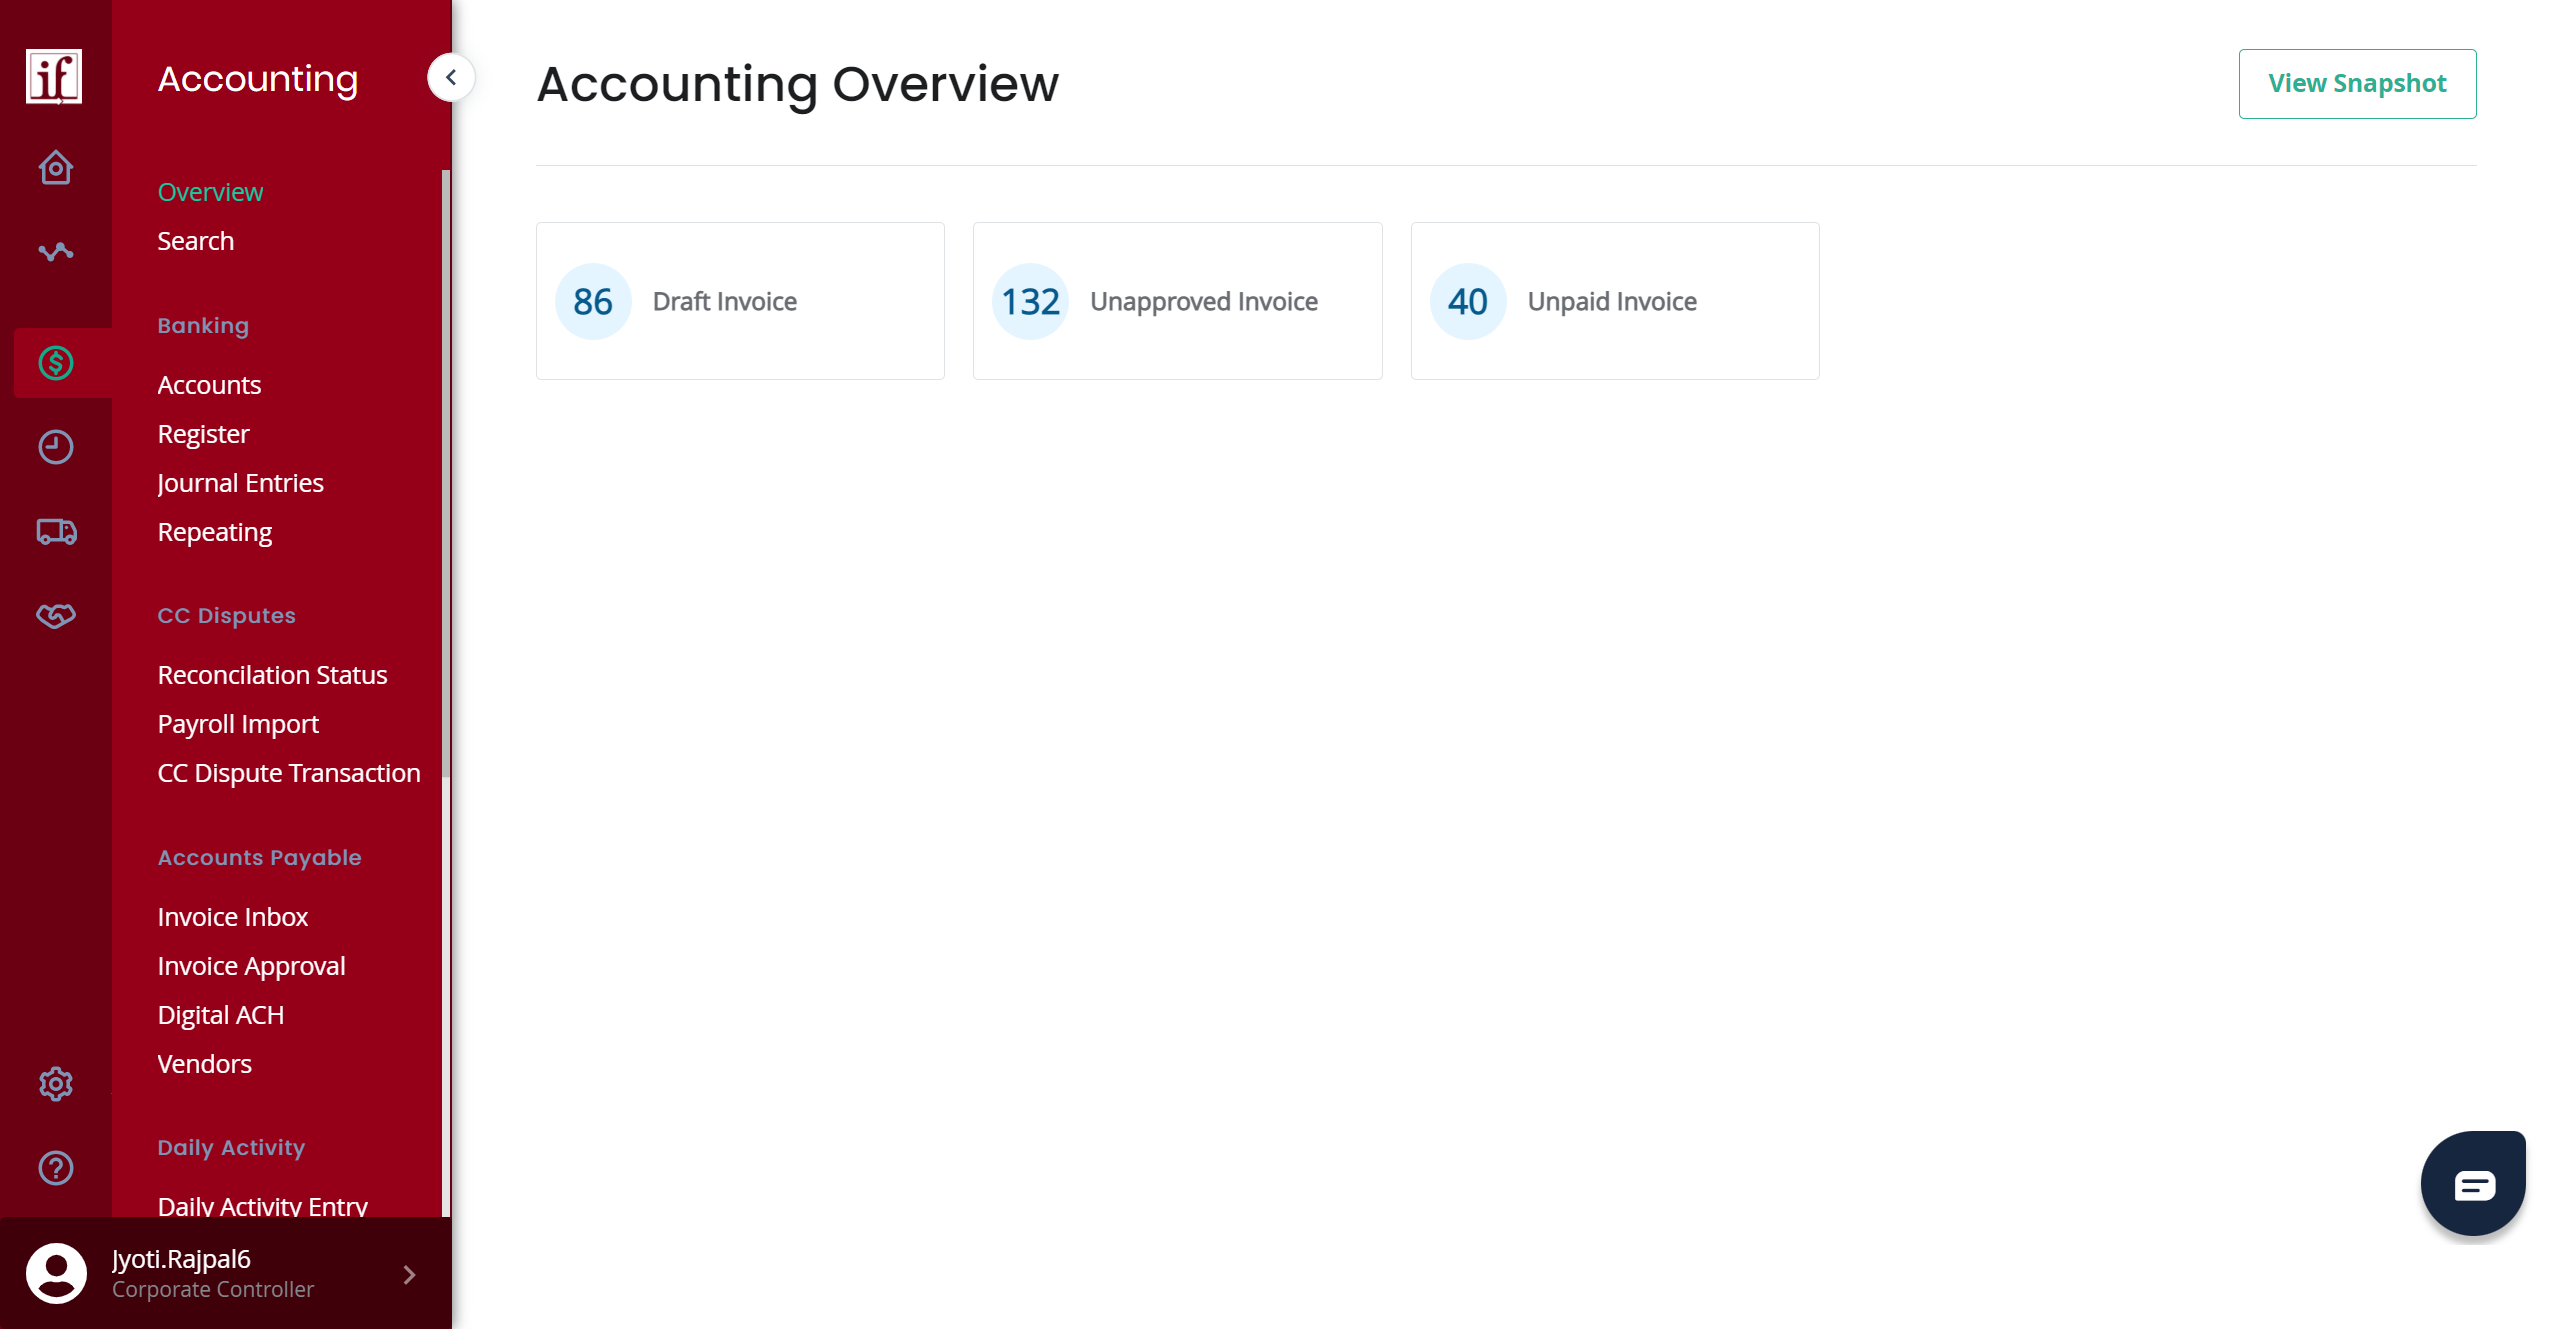 if
Accounting
Overview
Search
Banking
Accounts
Register
Journal Entries
Repeating
CC Disputes
Reconcilation Status
Payroll Import
CC Dispute Transaction
Accounts Payable
Invoice Inbox
Invoice Approval
Digital ACH
Vendors
Daily Activity
Daily Activity Entry
Jyoti.Rajpal6
Corporate Controller
Accounting Overview
View Snapshot
86 Draft Invoice
132 Unapproved Invoice
40 Unpaid Invoice